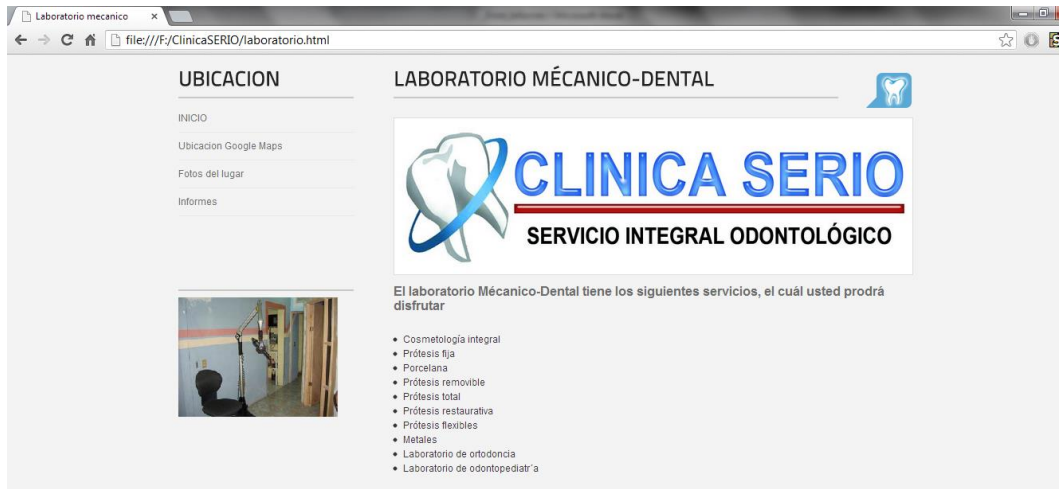 Laboratorio mecanico
file:///F:/ClinicaSERIO/laboratorio.html
UBICACION
INICIO
Ubicacion Google Maps
Fotos del lugar
Informes
LABORATORIO MÉCANICO-DENTAL
CLINICA SERIO
SERVICIO INTEGRAL ODONTOLÓGICO
El laboratorio Mécanico-Dental tiene los siguientes servicios, el cuál usted prodrá
disfrutar
Cosmetología integral
Prótesis fija
Porcelana
Prótesis removible
Prótesis total
Prótesis restaurativa
Prótesis flexibles
Metales
Laboratorio de ortodoncia
Laboratorio de odontopediatr´a